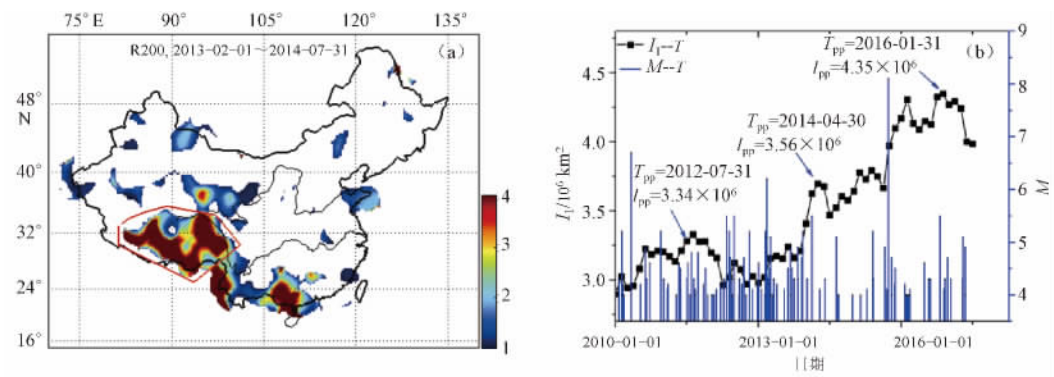 75° E 90° 105° 120° 135°
R200, 2013-02-01～2014-07-31 (a)
48°
N
40°
32°
24°
16°
4
3
2
1
(b)
I₁--T
M--T
Tpp=2016-01-31
Ipp=4.35×10⁶
Tpp=2014-04-30
Ipp=3.56×10⁶
Tpp=2012-07-31
Ipp=3.34×10⁶
I₁/10⁶ km²
4.5
4.0
3.5
3.0
9
8
7
6
5
4
M
2010-01-01 2013-01-01 2016-01-01
日期